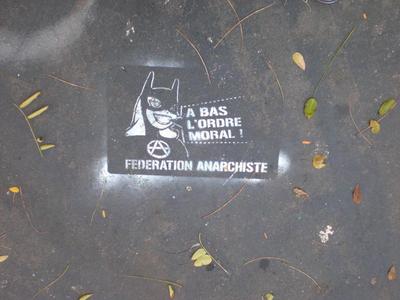 A BAS
L'ORDRE
MORAL !
FEDERATION ANARCHISTE